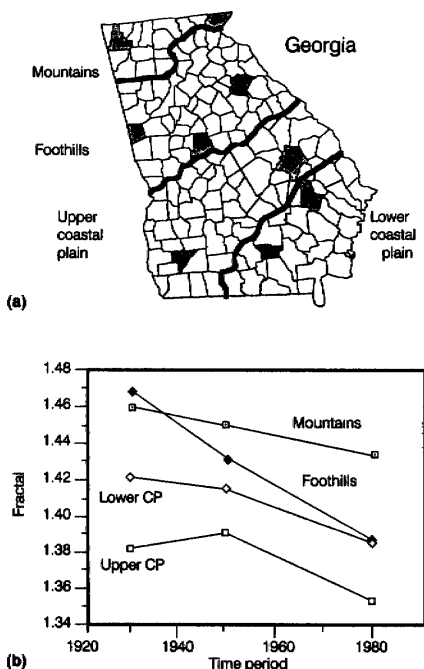 Georgia
Mountains
Foothills
Upper
coastal
plain
Lower
coastal
plain
(a)
1.48
1.46
1.44
1.42
1.40
1.38
1.36
1.34
Fractal
Mountains
Foothills
Lower CP
Upper CP
1920
1940
1960
1980
Time period
(b)